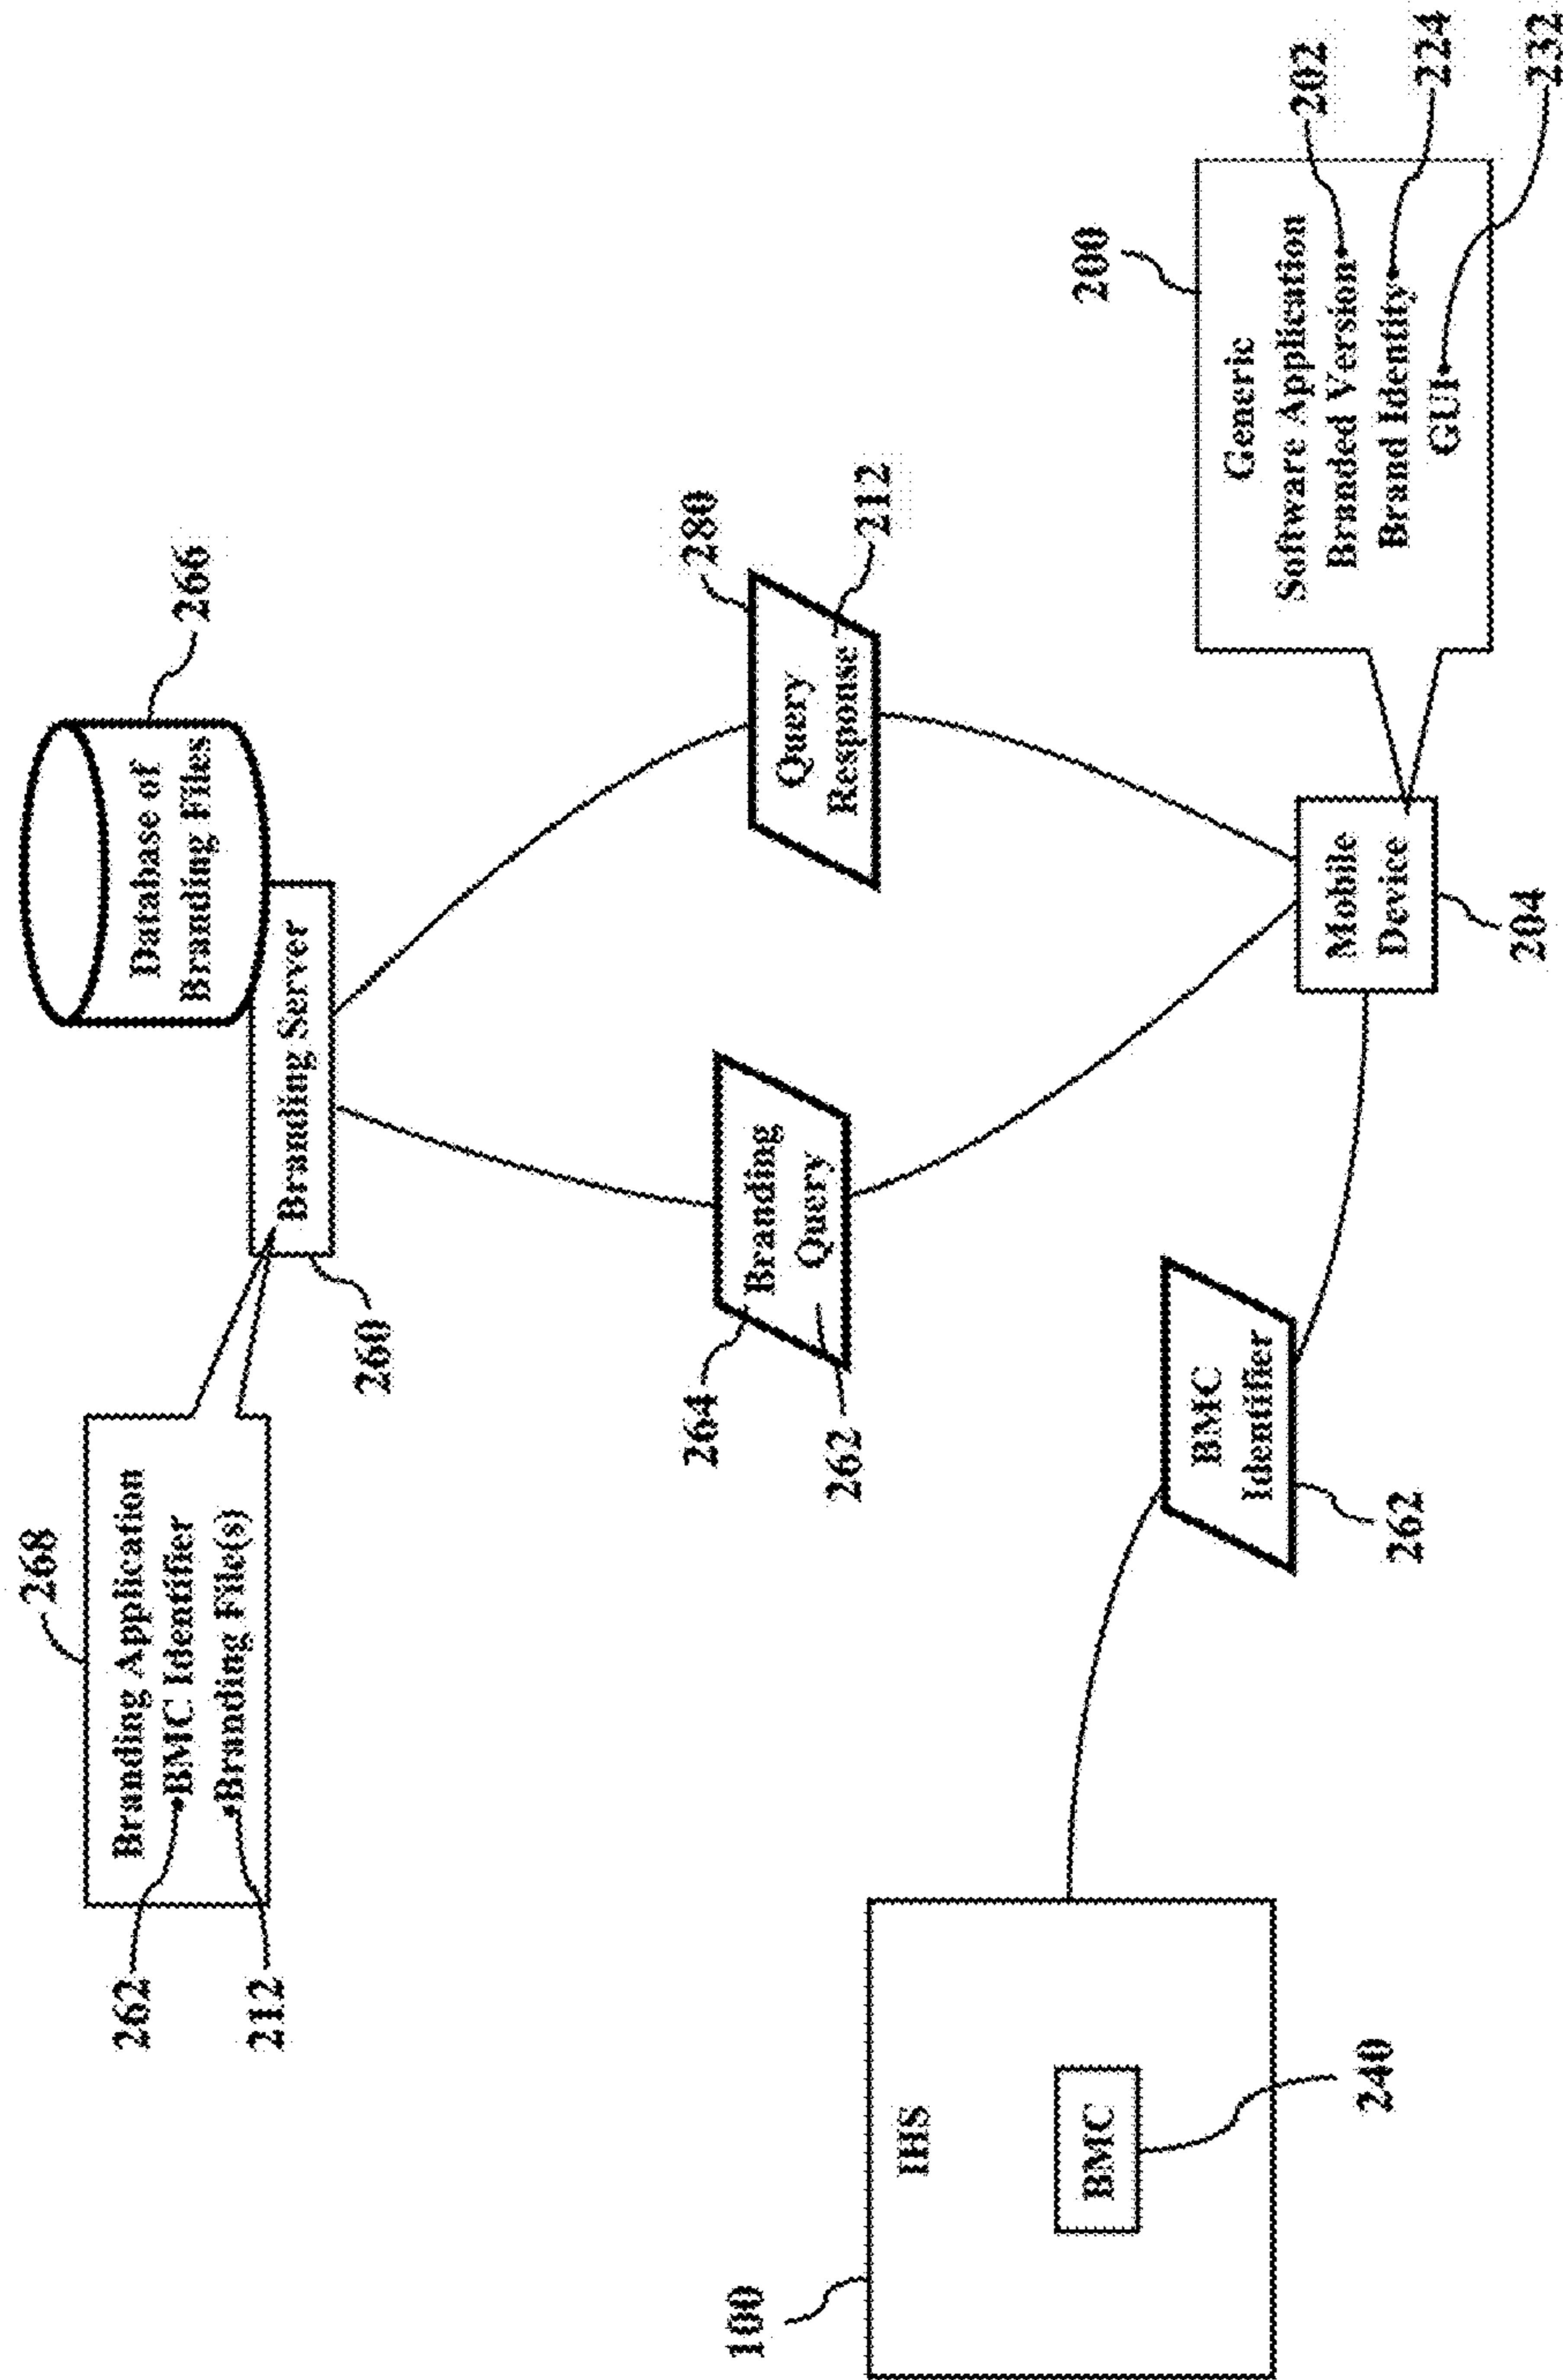 268
Branding Application
BMC Identifier
Branding File(s)
262
212
Database of
Branding Files
266
Branding Server
260
264
Branding
Query
262
280
Query
Response
212
100
IHS
BMC
240
BMC
Identifier
262
Mobile
Device
204
200
Generic
Software Application
Branded Version
Brand Identity
GUI
202
224
232